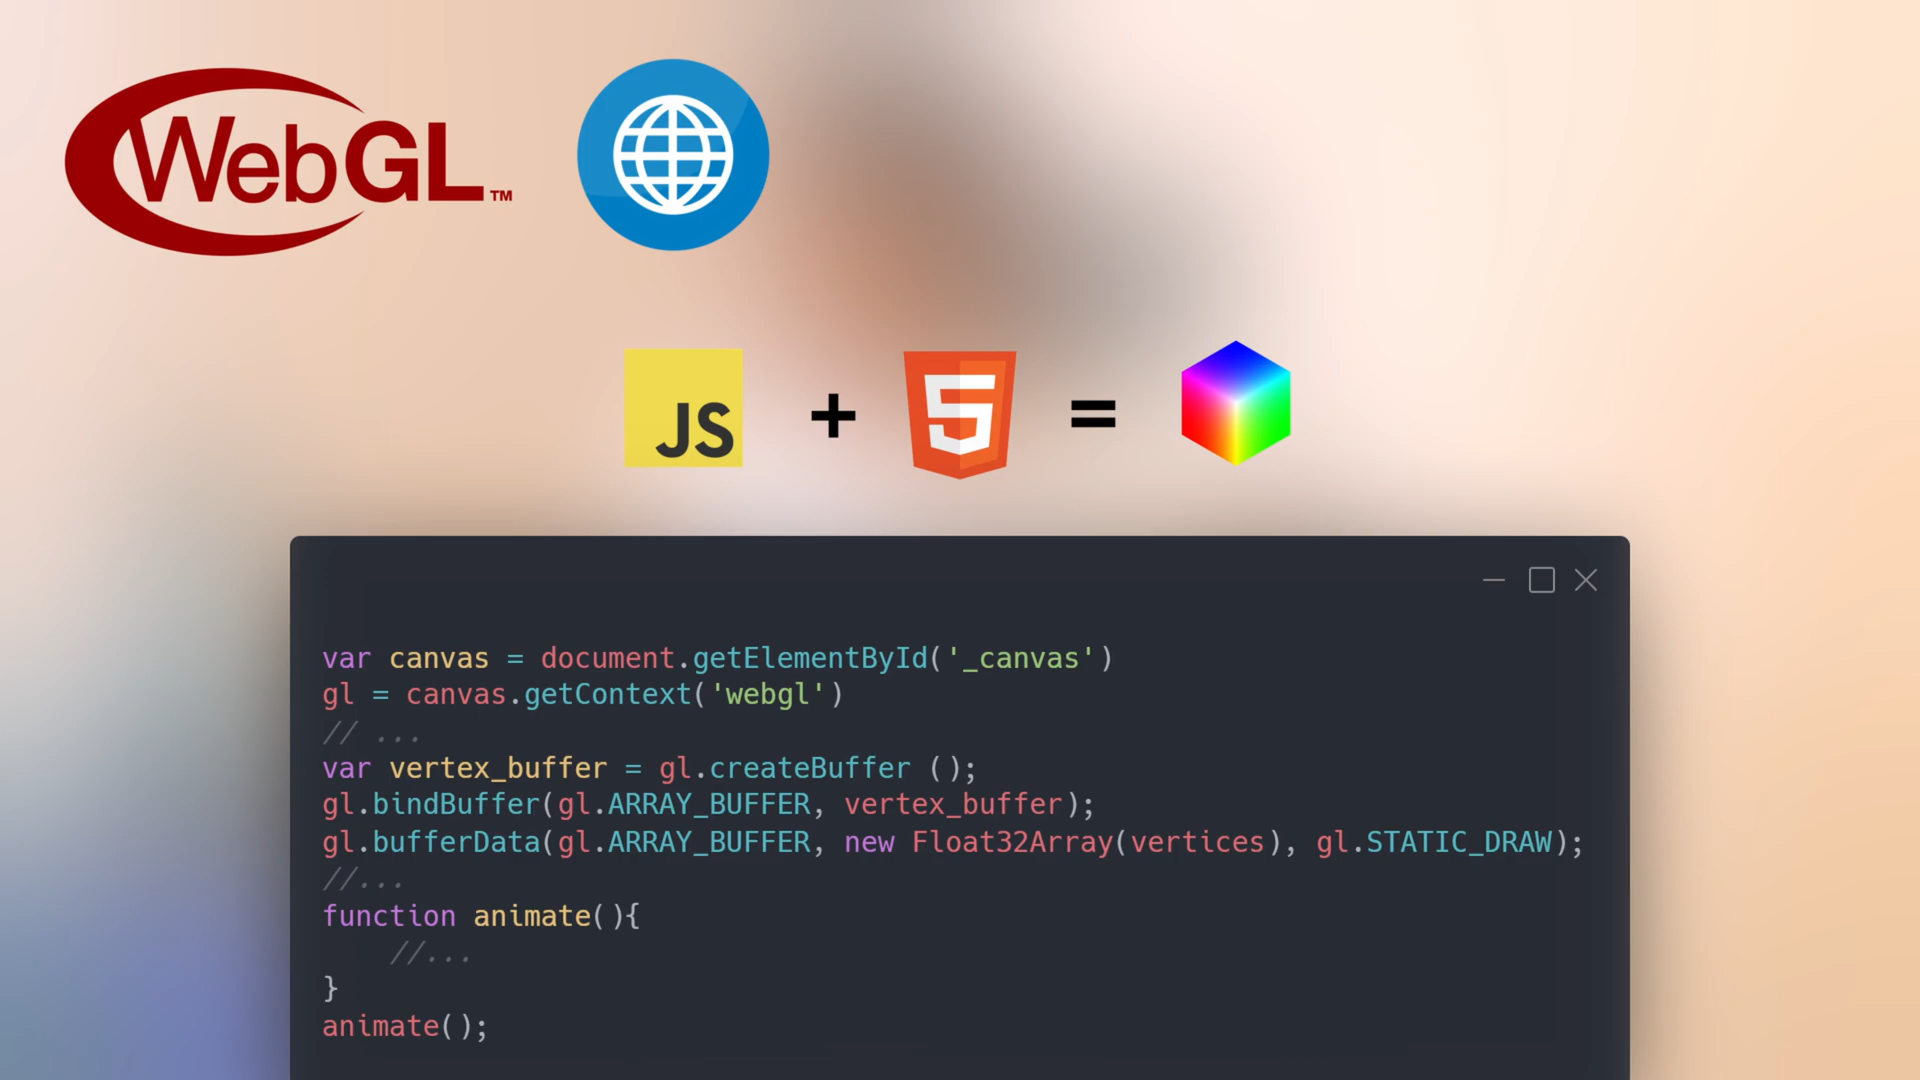 WebGL™
JS + 5 =
var canvas = document.getElementById('_canvas')
gl = canvas.getContext('webgl')
// ...
var vertex_buffer = gl.createBuffer ();
gl.bindBuffer(gl.ARRAY_BUFFER, vertex_buffer);
gl.bufferData(gl.ARRAY_BUFFER, new Float32Array(vertices), gl.STATIC_DRAW);
//...
function animate(){
    //...
}
animate();